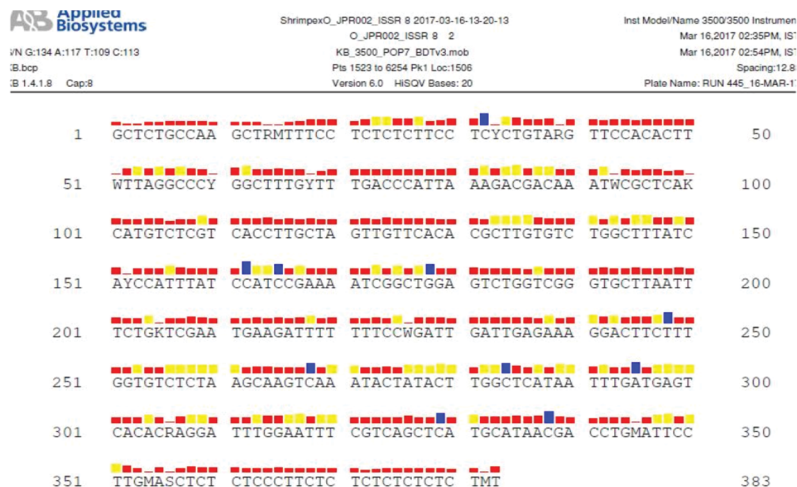 Applied
Biosystems
ShrimpexO_JPR002_ISSR 8 2017-03-16-13-20-13
Inst Model/Name 3500/3500 Instrumen
O_JPR002_ISSR 8 2
Mar 16,2017 02:35PM, IST
/N G:134 A:117 T:109 C:113
KB_3500_POP7_BDTv3.mob
Mar 16,2017 02:54PM, IST
KB.bcp
Pts 1523 to 6254 Pk1 Loc:1506
Spacing:12.8
KB 1.4.1.8 Cap:8
Version 6.0 HiSQV Bases: 20
Plate Name: RUN 445_16-MAR-1
1 GCTCTGCCAA GCTRMTTTCC TCTCTCTTCC TCYCTGTARG TTCCACACTT 50
51 WTTAGGCCCY GGCTTTGYTT TGACCCATTA AAGACGACAA ATWCGCTCAK 100
101 CATGTCTCGT CACCTTGCTA GTTGTTCACA CGCTTGTGTC TGGCTTTATC 150
151 AYCCATTTAT CCATCCGAAA ATCGGCTGGA GTCTGGTCGG GTGCTTAATT 200
201 TCTGKTCGAA TGAAGATTTT TTTCCWGATT GATTGAGAAA GGACTTCTTT 250
251 GGTGTCTCTA AGCAAGTCAA ATACTATACT TGGCTCATAA TTTGATGAGT 300
301 CACACRAGGA TTTGGAATTT CGTCAGCTCA TGCATAACGA CCTGMATTCC 350
351 TTGMASCTCT CTCCCTTCTC TCTCTCTCTC TMT 383